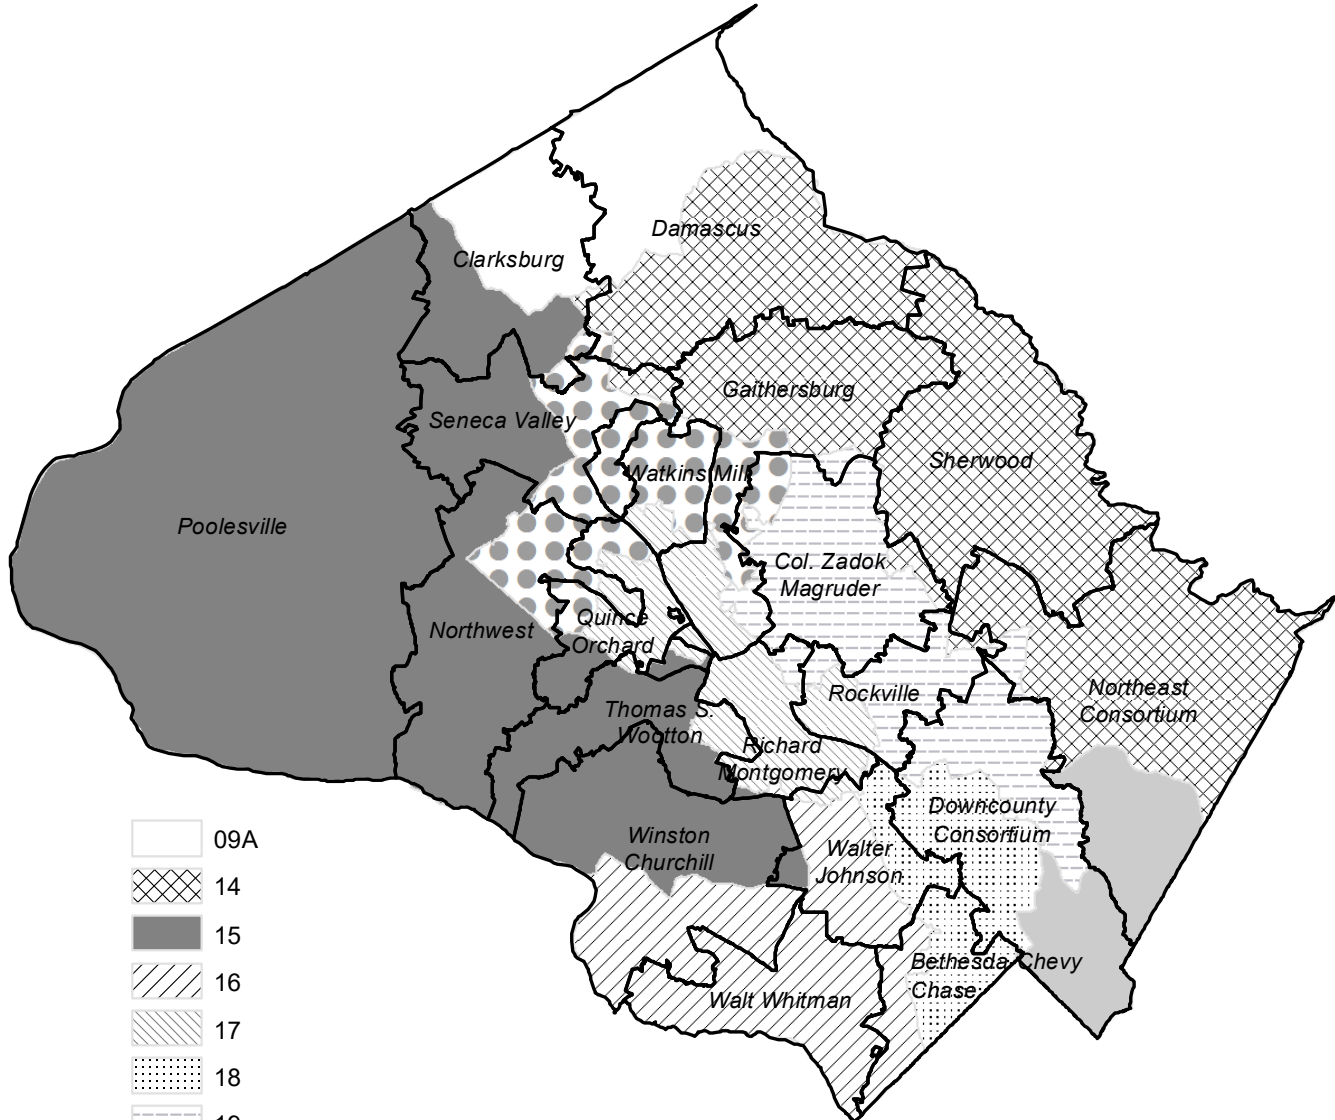 Damascus
Clarksburg
Gaithersburg
Seneca Valley
Sherwood
Watkins Mill
Poolesville
Col. Zadok
Magruder
Quince
Orchard
Northwest
Rockville
Northeast
Consortium
Thomas S.
Wootton
Richard
Montgomery
Downcounty
Consortium
Winston
Churchill
Walter
Johnson
Bethesda-Chevy
Chase
Walt Whitman
09A
14
15
16
17
18